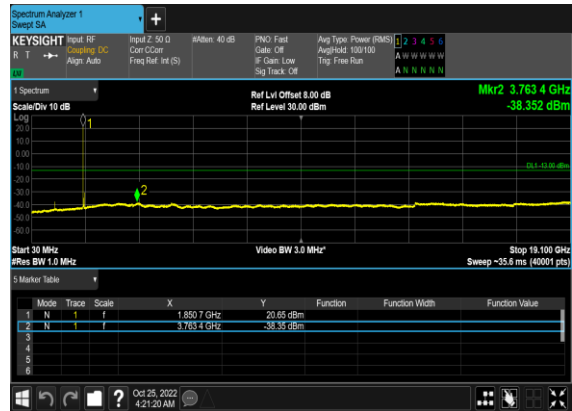 Spectrum Analyzer 1
Swept SA
+
KEYSIGHT Input: RF Input Z: 50 Ω #Atten: 40 dB PNO: Fast Avg Type: Power (RMS) 1 2 3 4 5 6
R T Coupling: DC Corr CCorr Gate: Off Avg|Hold: 100/100 A W W W W W
Align: Auto Freq Ref: Int (S) IF Gain: Low Trig: Free Run
Sig Track: Off A N N N N N
1 Spectrum Ref Lvl Offset 8.00 dB Mkr2 3.763 4 GHz
Scale/Div 10 dB Ref Level 30.00 dBm -38.352 dBm
Log
1
20.0
10.0
0.00
-10.0
DL1 -13.00 dBm
-20.0
-30.0
2
-40.0
-50.0
-60.0
Start 30 MHz Video BW 3.0 MHz* Stop 19.100 GHz
#Res BW 1.0 MHz Sweep ~35.6 ms (40001 pts)
5 Marker Table
Mode Trace Scale X Y Function Function Width Function Value
1 N 1 f 1.850 7 GHz 20.65 dBm
2 N 1 f 3.763 4 GHz -38.35 dBm
3
4
5
6
? Oct 25, 2022
4:21:20 AM